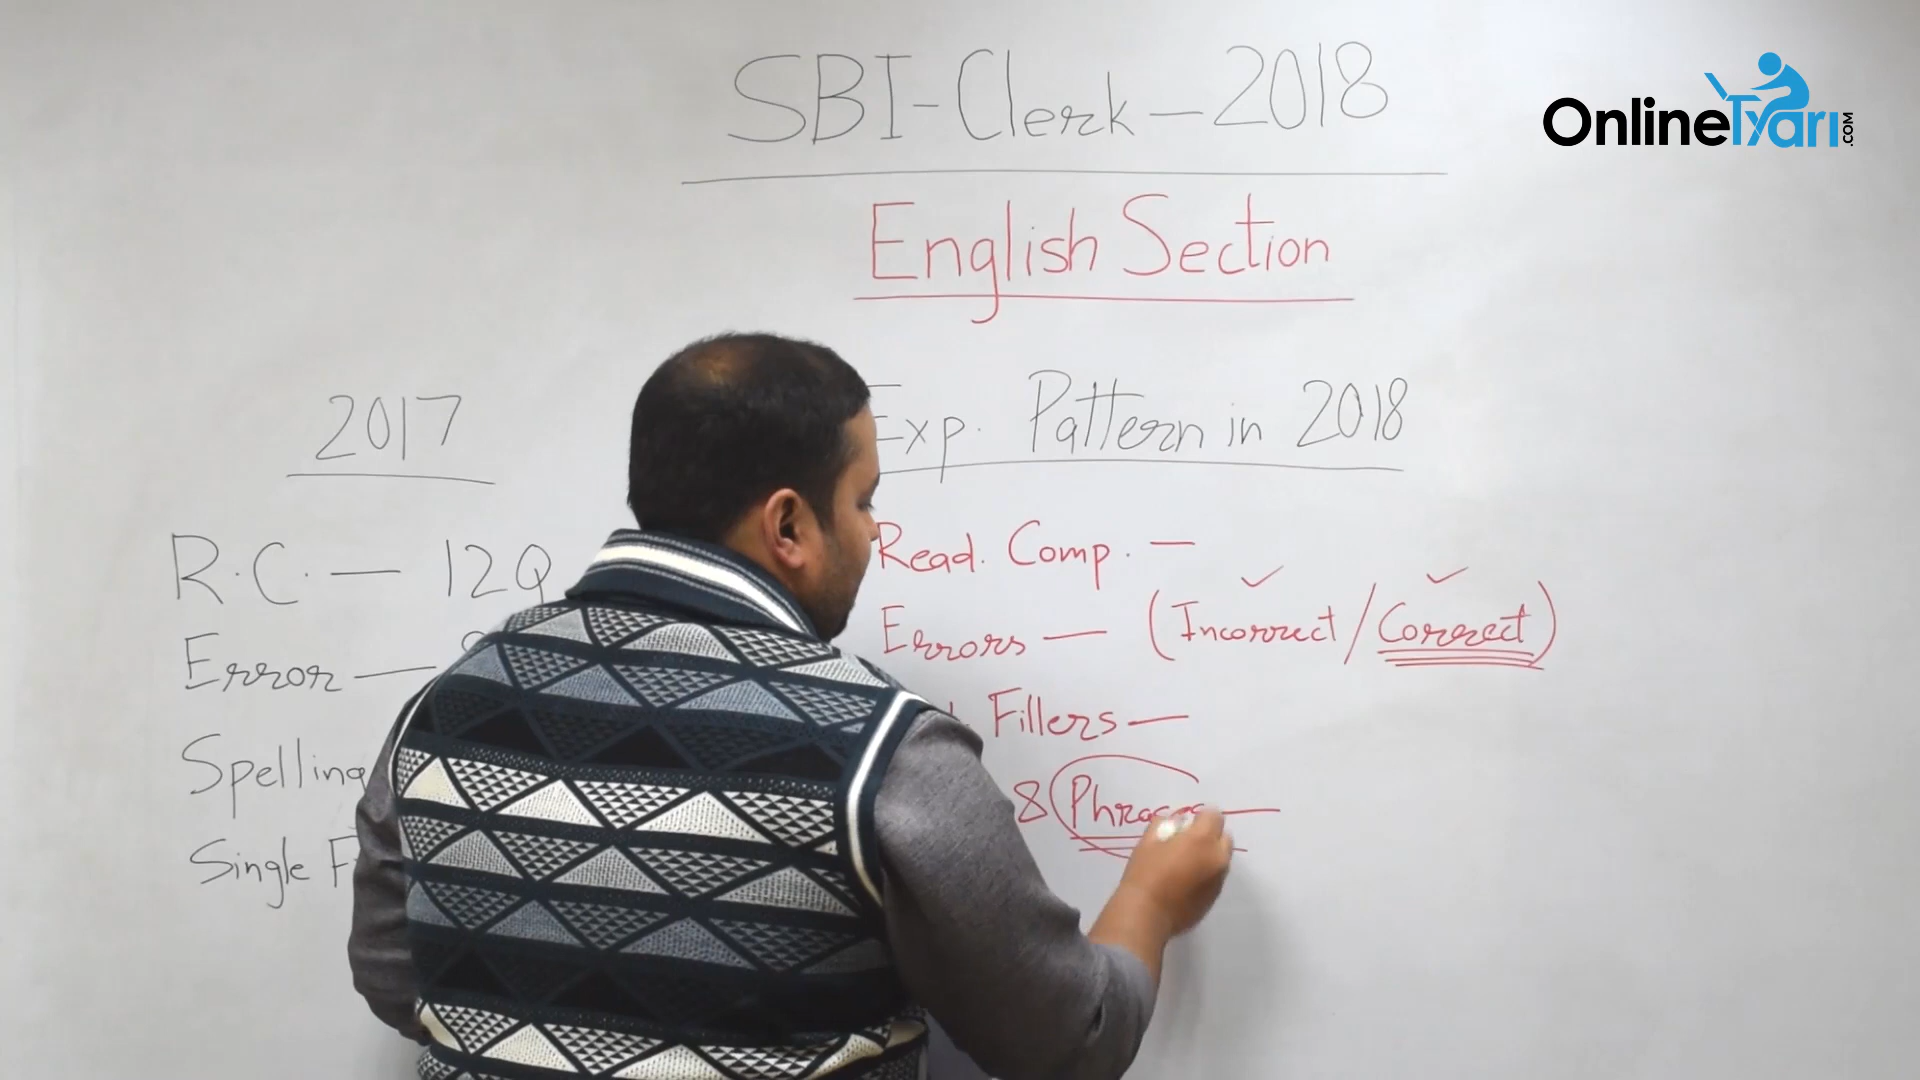 SBI-Clerk-2018
OnlineTyari.COM
English Section
2017
Exp. Pattern in 2018
R.C. — 12Q
Error —
Spelling
Single
Read. Comp. —
Errors — (Incorrect/Correct)
Fillers —
8 Phrases —